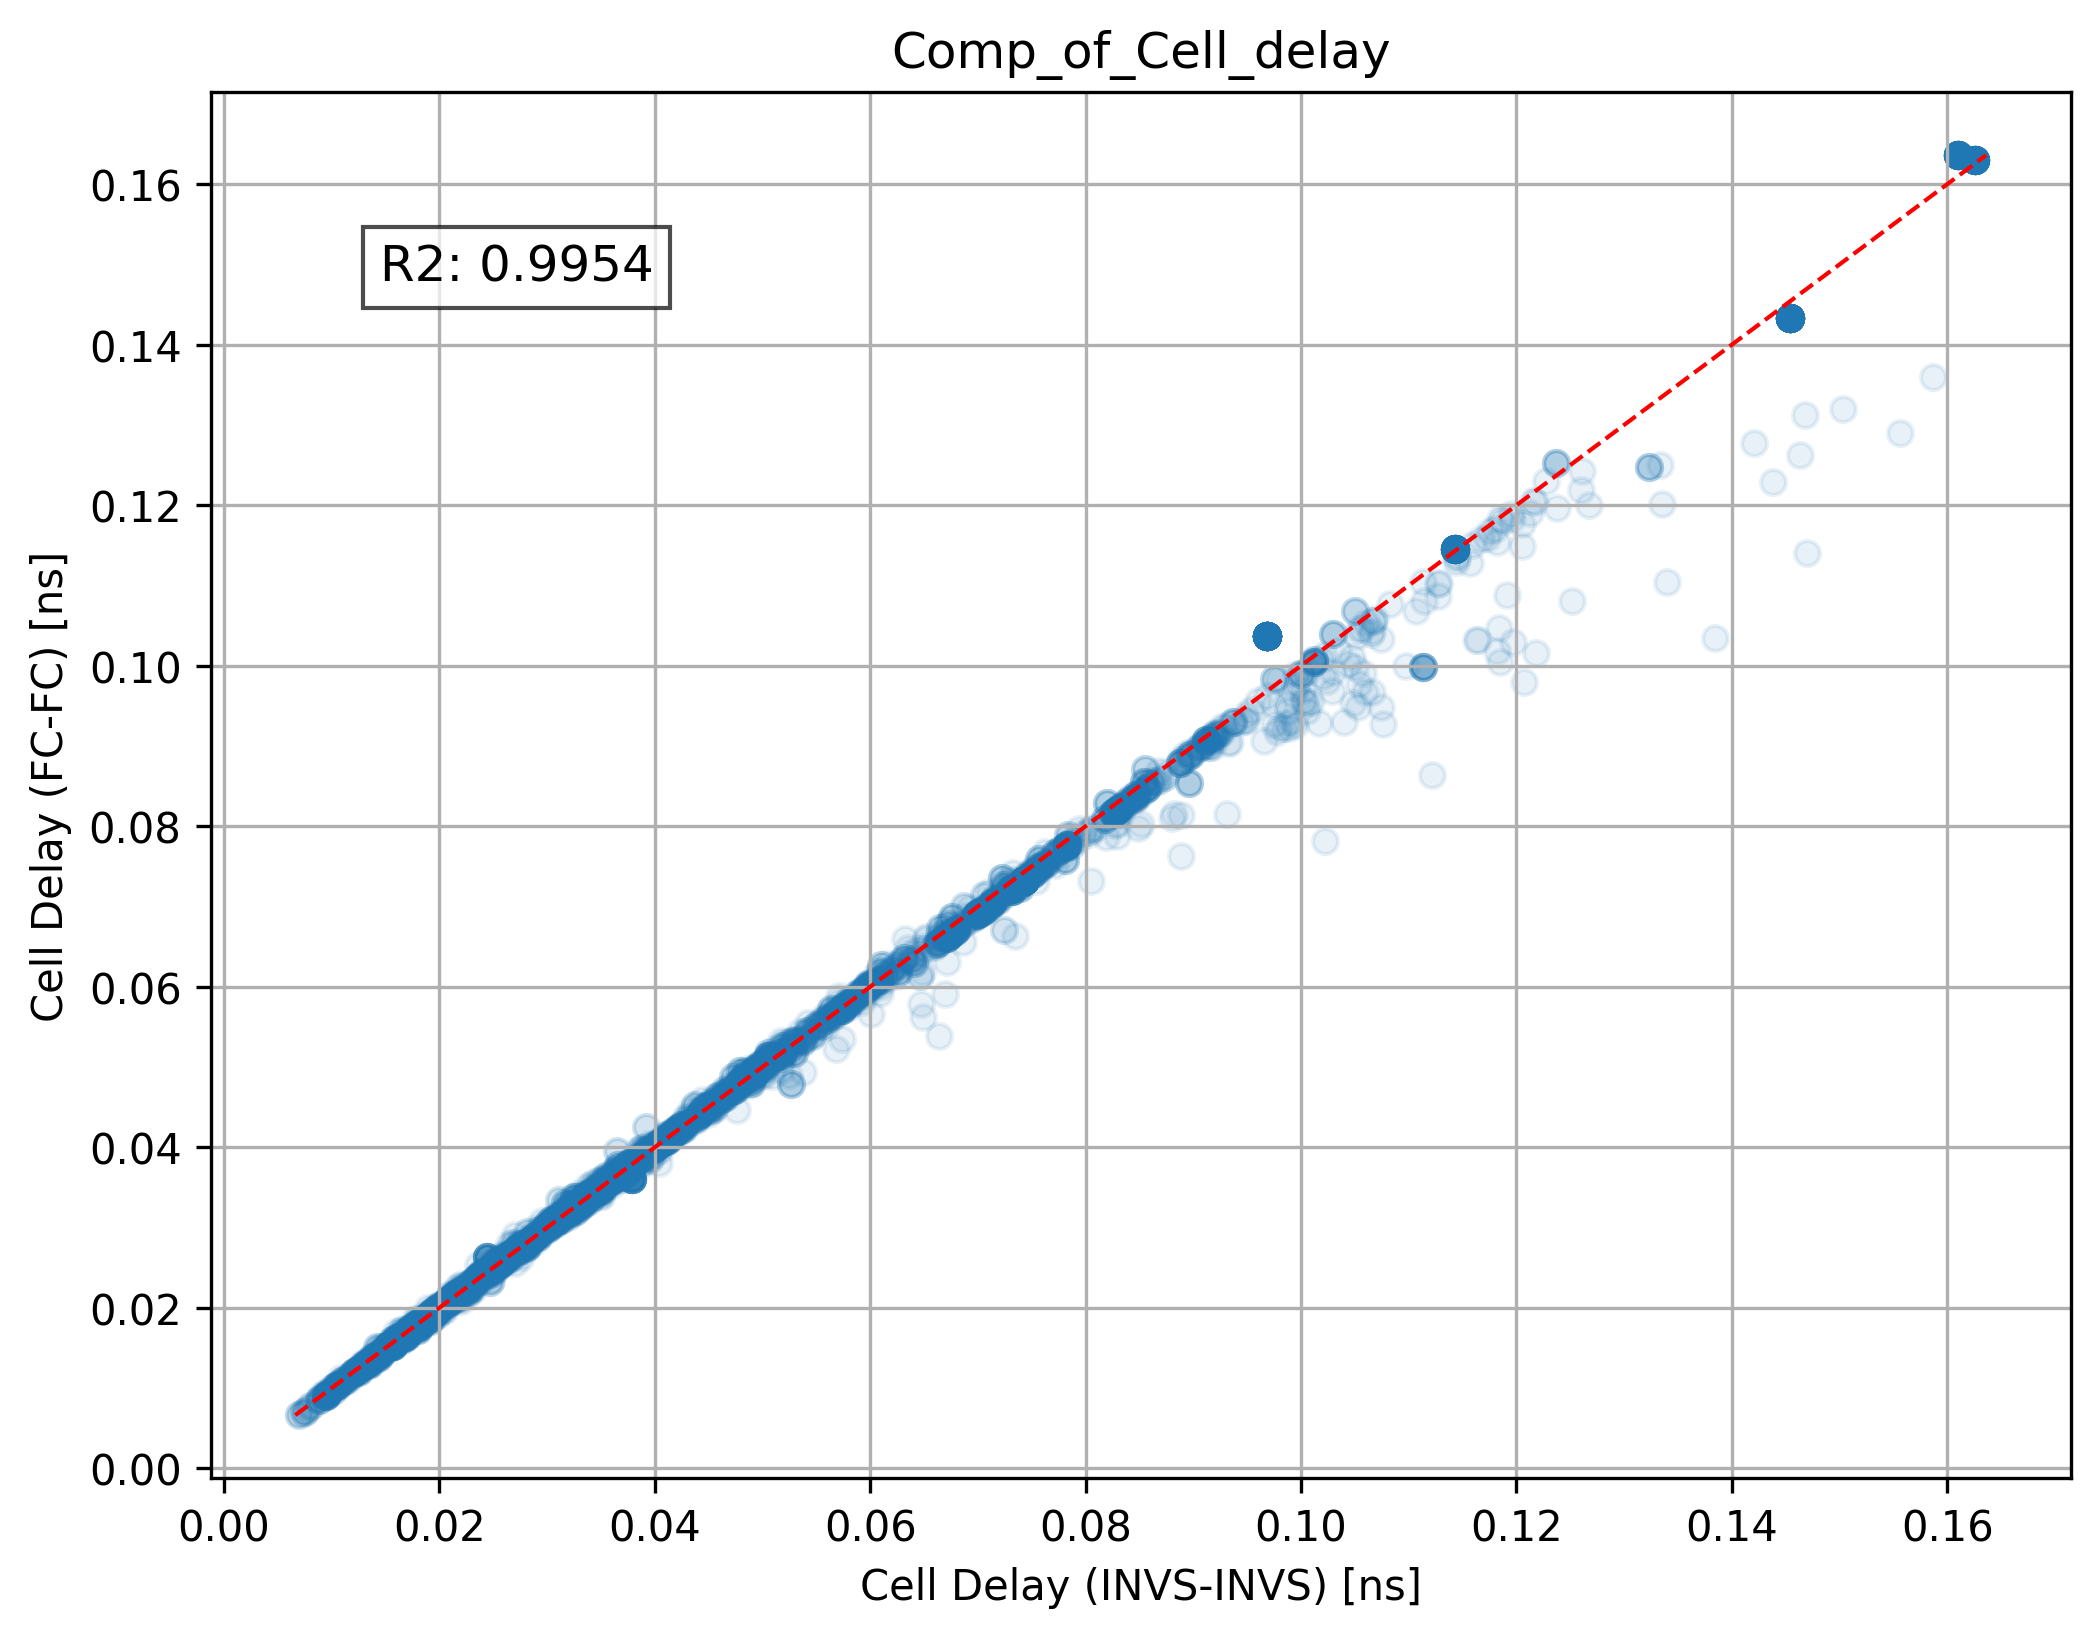 Comp_of_Cell_delay
R2: 0.9954
Cell Delay (FC-FC) [ns]
0.16
0.14
0.12
0.10
0.08
0.06
0.04
0.02
0.00
0.00 0.02 0.04 0.06 0.08 0.10 0.12 0.14 0.16
Cell Delay (INVS-INVS) [ns]